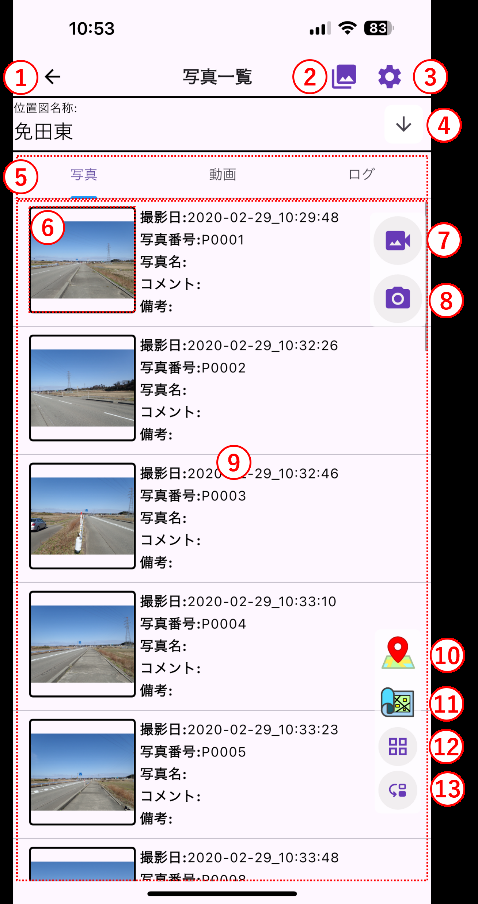 10:53
83
① 写真一覧 ② ③
位置図名称:
免田東
④
⑤ 写真 動画 ログ
⑥
撮影日:2020-02-29_10:29:48
写真番号:P0001
写真名:
コメント:
備考:
⑦
⑧
撮影日:2020-02-29_10:32:26
写真番号:P0002
写真名:
コメント:
備考:
⑨
撮影日:2020-02-29_10:32:46
写真番号:P0003
写真名:
コメント:
備考:
撮影日:2020-02-29_10:33:10
写真番号:P0004
写真名:
コメント:
備考:
⑩
⑪
撮影日:2020-02-29_10:33:23
写真番号:P0005
写真名:
コメント:
備考:
⑫
⑬
撮影日:2020-02-29_10:33:48